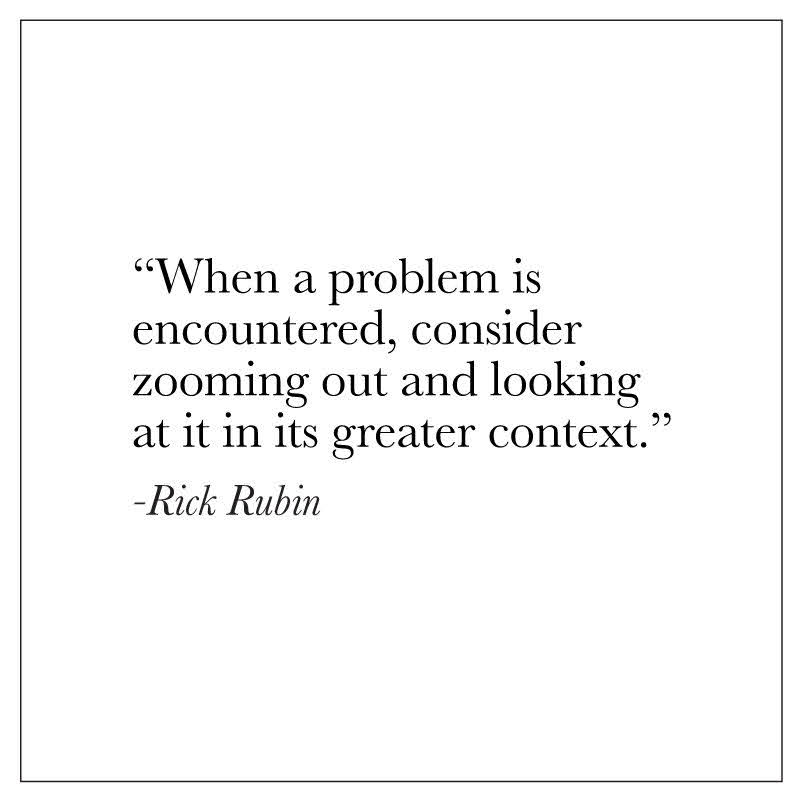 “When a problem is
encountered, consider
zooming out and looking
at it in its greater context.”
-Rick Rubin